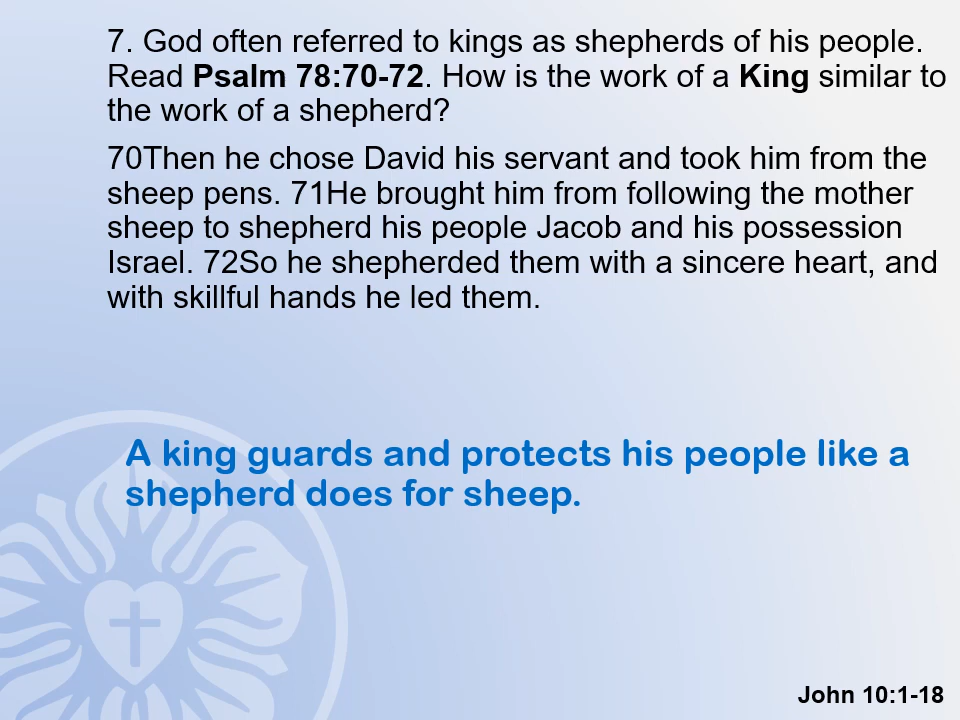 7. God often referred to kings as shepherds of his people.
Read Psalm 78:70-72. How is the work of a King similar to
the work of a shepherd?
70Then he chose David his servant and took him from the
sheep pens. 71He brought him from following the mother
sheep to shepherd his people Jacob and his possession
Israel. 72So he shepherded them with a sincere heart, and
with skillful hands he led them.
A king guards and protects his people like a
shepherd does for sheep.
John 10:1-18